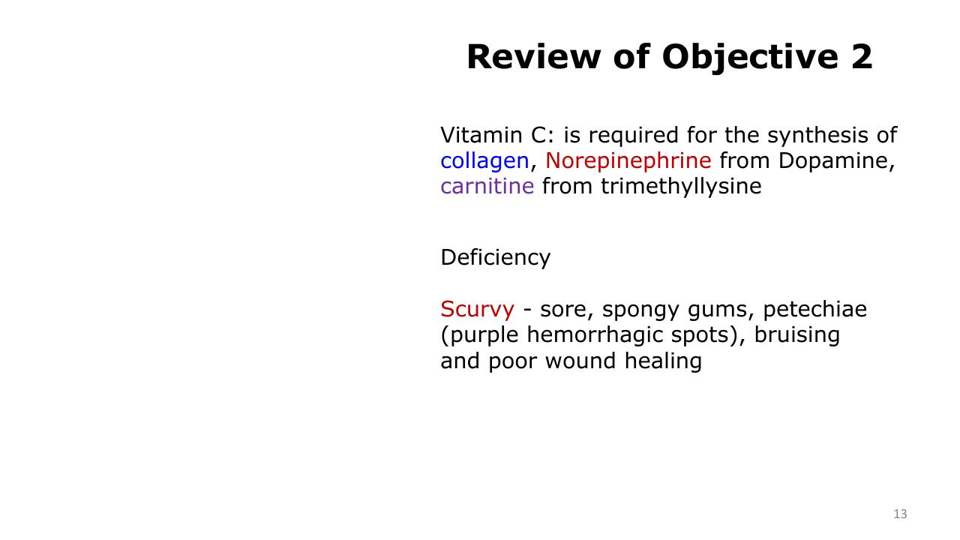 Review of Objective 2
Vitamin C: is required for the synthesis of
collagen, Norepinephrine from Dopamine,
carnitine from trimethyllysine
Deficiency
Scurvy - sore, spongy gums, petechiae
(purple hemorrhagic spots), bruising
and poor wound healing
13